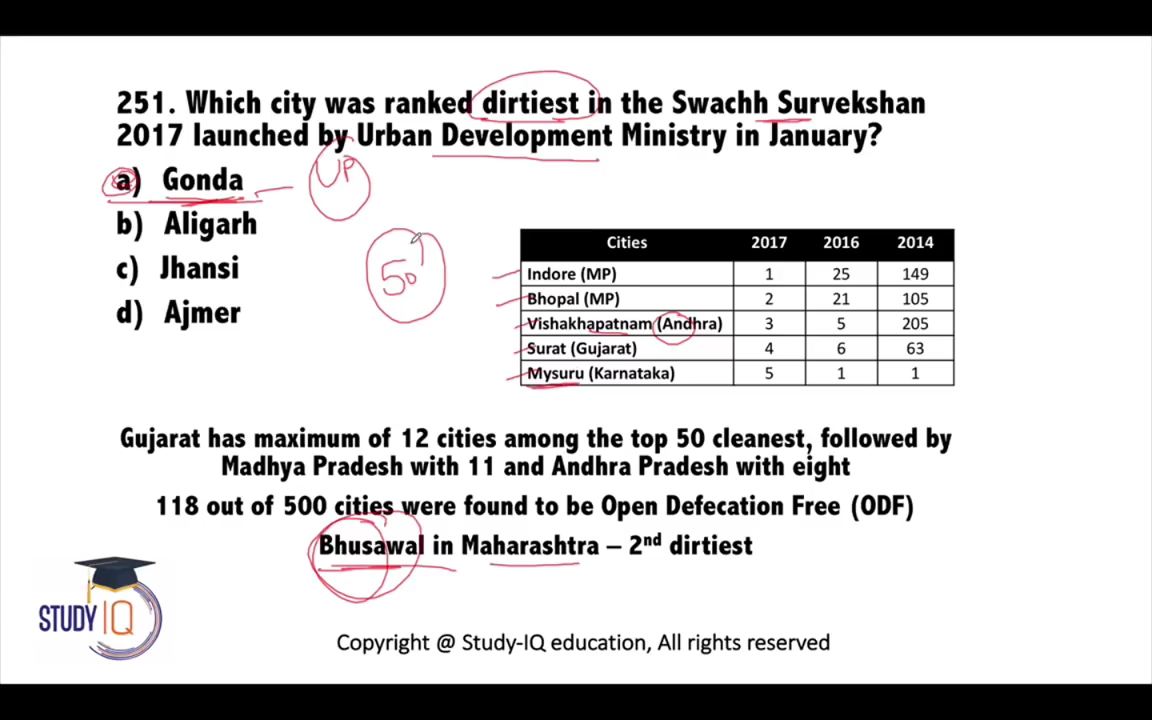 251. Which city was ranked dirtiest in the Swachh Survekshan
2017 launched by Urban Development Ministry in January?
a) Gonda
UP
b) Aligarh
c) Jhansi
d) Ajmer
50
Cities 2017 2016 2014
Indore (MP) 1 25 149
Bhopal (MP) 2 21 105
Vishakhapatnam (Andhra) 3 5 205
Surat (Gujarat) 4 6 63
Mysuru (Karnataka) 5 1 1
Gujarat has maximum of 12 cities among the top 50 cleanest, followed by
Madhya Pradesh with 11 and Andhra Pradesh with eight
118 out of 500 cities were found to be Open Defecation Free (ODF)
Bhusawal in Maharashtra – 2nd dirtiest
STUDY IQ
Copyright @ Study-IQ education, All rights reserved